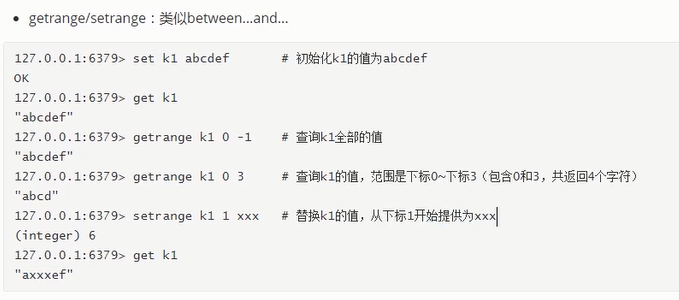 • getrange/setrange：类似between...and...
127.0.0.1:6379> set k1 abcdef # 初始化k1的值为abcdef
OK
127.0.0.1:6379> get k1
"abcdef"
127.0.0.1:6379> getrange k1 0 -1 # 查询k1全部的值
"abcdef"
127.0.0.1:6379> getrange k1 0 3 # 查询k1的值，范围是下标0~下标3（包含0和3，共返回4个字符）
"abcd"
127.0.0.1:6379> setrange k1 1 xxx # 替换k1的值，从下标1开始提供为xxx
(integer) 6
127.0.0.1:6379> get k1
"axxxef"